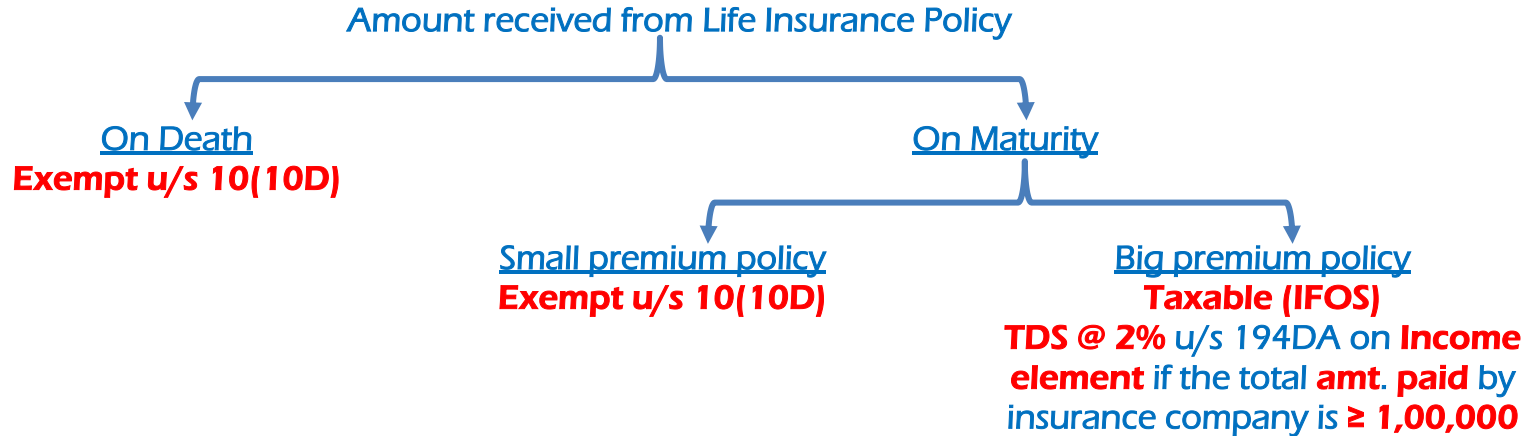 Amount received from Life Insurance Policy
On Death
Exempt u/s 10(10D)
On Maturity
Small premium policy
Exempt u/s 10(10D)
Big premium policy
Taxable (IFOS)
TDS @ 2% u/s 194DA on Income
element if the total amt. paid by
insurance company is ≥ 1,00,000